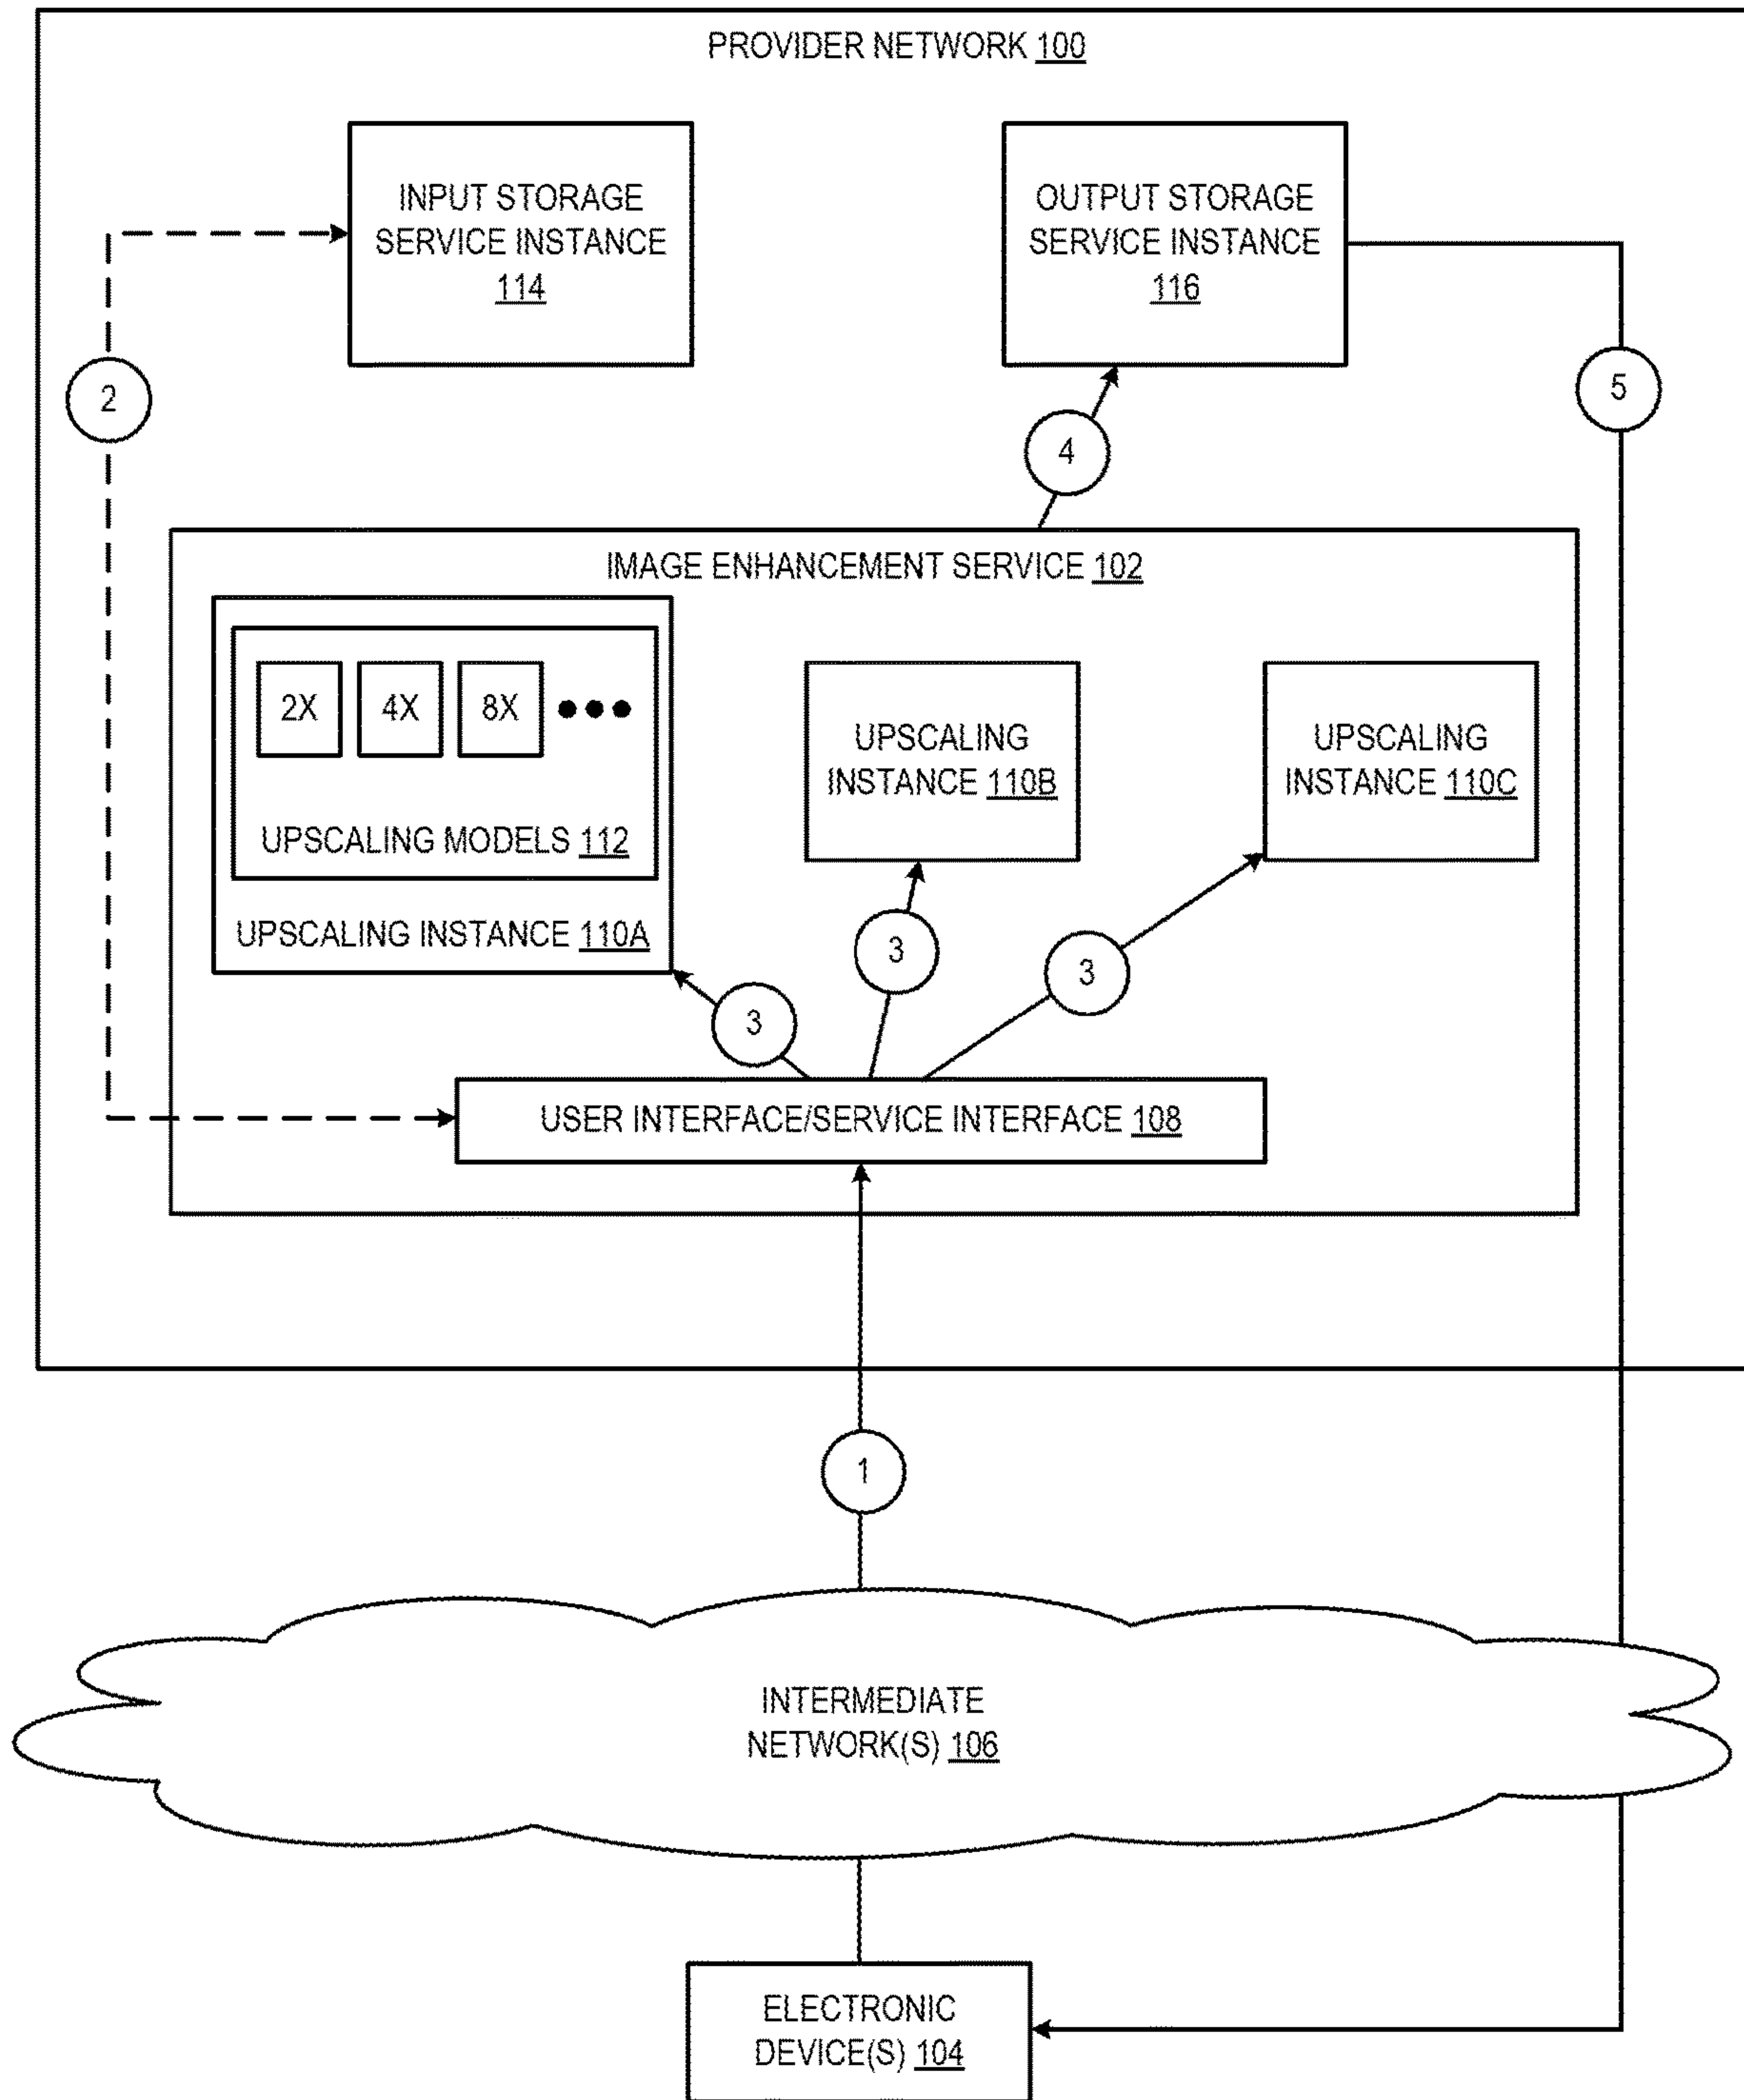 PROVIDER NETWORK 100
INPUT STORAGE
SERVICE INSTANCE
114
OUTPUT STORAGE
SERVICE INSTANCE
116
2
5
4
IMAGE ENHANCEMENT SERVICE 102
2X 4X 8X
UPSCALING MODELS 112
UPSCALING INSTANCE 110A
UPSCALING
INSTANCE 110B
UPSCALING
INSTANCE 110C
3
3
3
USER INTERFACE/SERVICE INTERFACE 108
1
INTERMEDIATE
NETWORK(S) 106
ELECTRONIC
DEVICE(S) 104